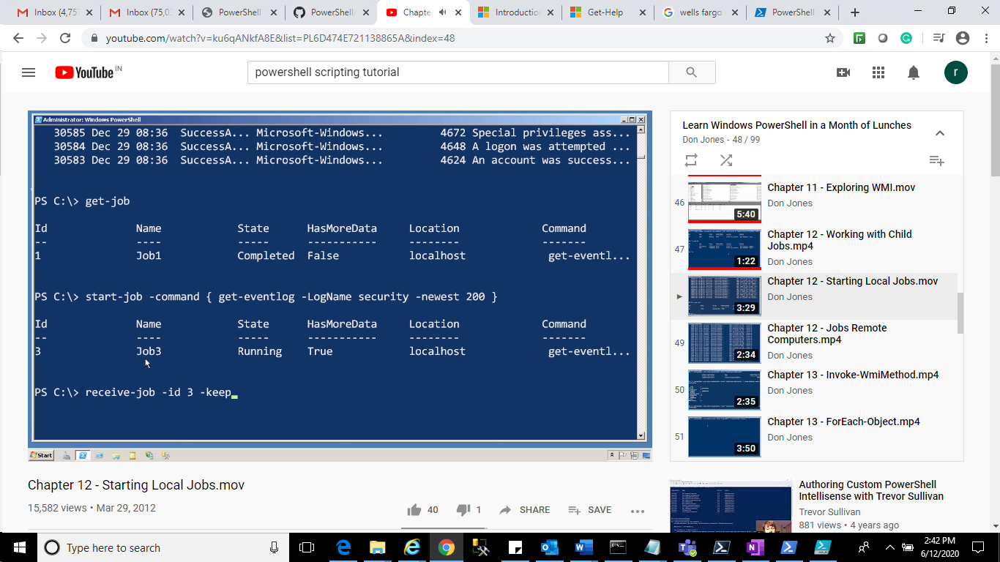 Inbox (4,75
Inbox (75,0
PowerShell
PowerShell/
Chapte
Introduction
Get-Help
wells fargo
PowerShell
youtube.com/watch?v=ku6qANkfA8E&list=PL6D474E721138865A&index=48
YouTube IN
powershell scripting tutorial
r
Administrator: Windows PowerShell
30585 Dec 29 08:36 SuccessA... Microsoft-Windows... 4672 Special privileges ass...
30584 Dec 29 08:36 SuccessA... Microsoft-Windows... 4648 A logon was attempted ...
30583 Dec 29 08:36 SuccessA... Microsoft-Windows... 4624 An account was success...
PS C:\> get-job
Id Name State HasMoreData Location Command
-- ---- ----- ----------- -------- -------
1 Job1 Completed False localhost get-eventl...
PS C:\> start-job -command { get-eventlog -LogName security -newest 200 }
Id Name State HasMoreData Location Command
-- ---- ----- ----------- -------- -------
3 Job3 Running True localhost get-eventl...
PS C:\> receive-job -id 3 -keep
Start
Chapter 12 - Starting Local Jobs.mov
15,582 views • Mar 29, 2012
40
1
SHARE
SAVE
Learn Windows PowerShell in a Month of Lunches
Don Jones - 48 / 99
46
5:40
Chapter 11 - Exploring WMI.mov
Don Jones
47
1:22
Chapter 12 - Working with Child
Jobs.mp4
Don Jones
3:29
Chapter 12 - Starting Local Jobs.mov
Don Jones
49
2:34
Chapter 12 - Jobs Remote
Computers.mp4
Don Jones
50
2:35
Chapter 13 - Invoke-WmiMethod.mp4
Don Jones
51
3:50
Chapter 13 - ForEach-Object.mp4
Don Jones
Authoring Custom PowerShell
Intellisense with Trevor Sullivan
Trevor Sullivan
881 views • 4 years ago
Type here to search
2:42 PM
6/12/2020